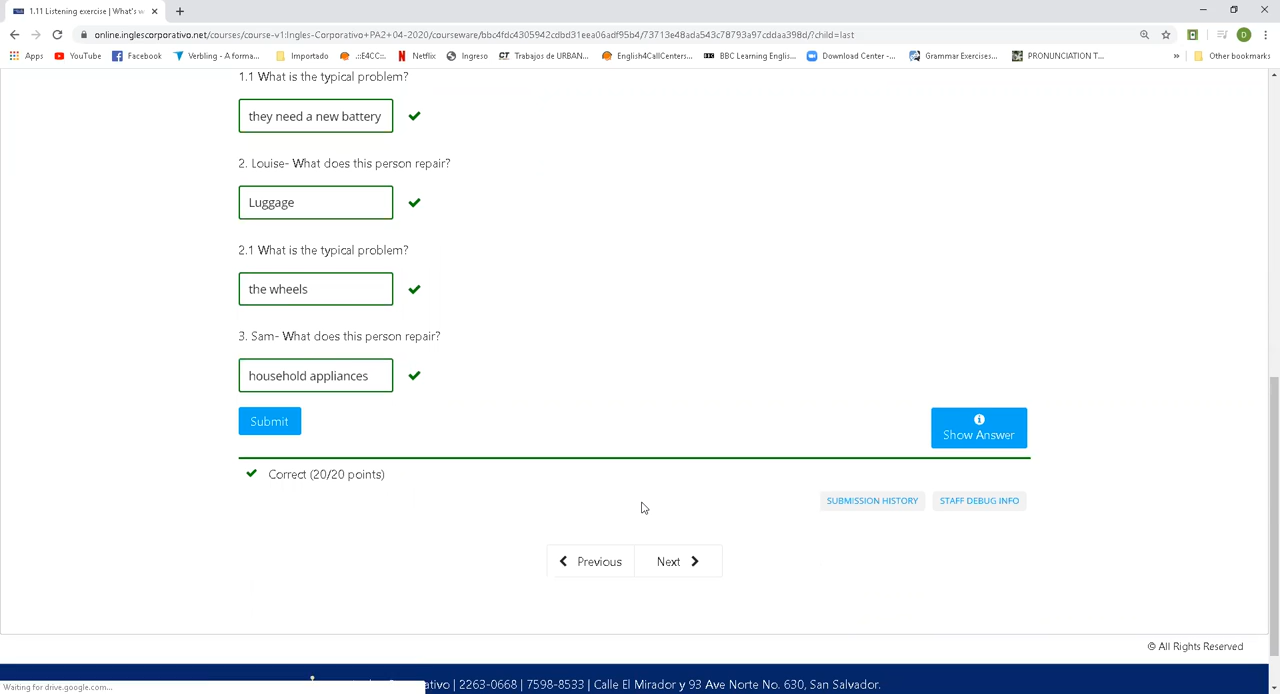 1.11 Listening exercise | What's w
online.inglescorporativo.net/courses/course-v1:Ingles-Corporativo+PA2+04-2020/courseware/bbc4fdc4305942cdbd31eea06adf95b4/73713e48ada543c78793a97cddaa398d/?child=last
Apps YouTube Facebook Verbling - A forma... Importado .::E4CC::. Netflix Ingreso Trabajos de URBAN... English4CallCenters... BBC Learning Englis... Download Center -... Grammar Exercises... PRONUNCIATION T... » Other bookmarks
1.1 What is the typical problem?
they need a new battery
2. Louise- What does this person repair?
Luggage
2.1 What is the typical problem?
the wheels
3. Sam- What does this person repair?
household appliances
Submit
Show Answer
Correct (20/20 points)
SUBMISSION HISTORY STAFF DEBUG INFO
Previous Next
© All Rights Reserved
Waiting for drive.google.com...
ativo | 2263-0668 | 7598-8533 | Calle El Mirador y 93 Ave Norte No. 630, San Salvador.